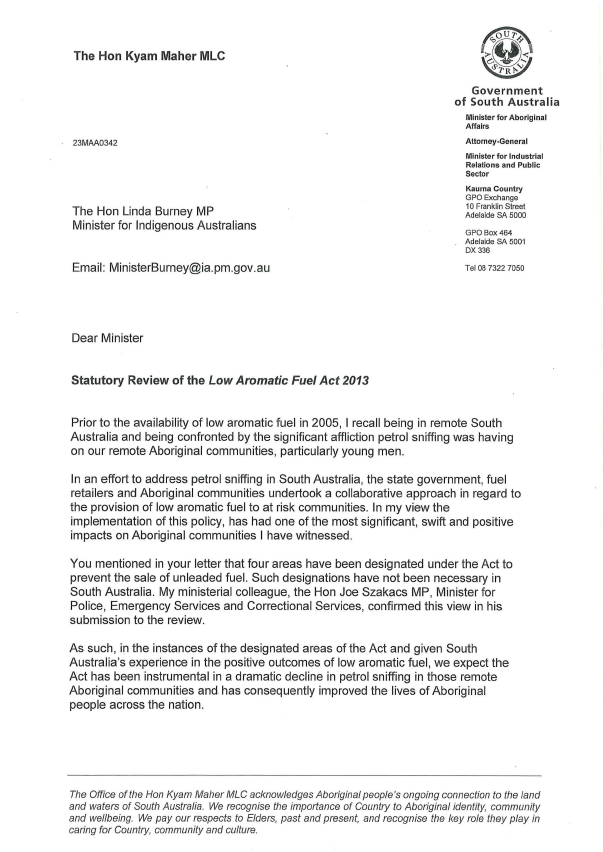 The Hon Kyam Maher MLC
SOUTH AUSTRALIA
Government
of South Australia
Minister for Aboriginal
Affairs
Attorney-General
Minister for Industrial
Relations and Public
Sector
Kaurna Country
GPO Exchange
10 Franklin Street
Adelaide SA 5000
GPO Box 464
Adelaide SA 5001
DX 336
Tel 08 7322 7050
23MAA0342
The Hon Linda Burney MP
Minister for Indigenous Australians
Email: MinisterBurney@ia.pm.gov.au
Dear Minister
Statutory Review of the Low Aromatic Fuel Act 2013
Prior to the availability of low aromatic fuel in 2005, I recall being in remote South
Australia and being confronted by the significant affliction petrol sniffing was having
on our remote Aboriginal communities, particularly young men.
In an effort to address petrol sniffing in South Australia, the state government, fuel
retailers and Aboriginal communities undertook a collaborative approach in regard to
the provision of low aromatic fuel to at risk communities. In my view the
implementation of this policy, has had one of the most significant, swift and positive
impacts on Aboriginal communities I have witnessed.
You mentioned in your letter that four areas have been designated under the Act to
prevent the sale of unleaded fuel. Such designations have not been necessary in
South Australia. My ministerial colleague, the Hon Joe Szakacs MP, Minister for
Police, Emergency Services and Correctional Services, confirmed this view in his
submission to the review.
As such, in the instances of the designated areas of the Act and given South
Australia's experience in the positive outcomes of low aromatic fuel, we expect the
Act has been instrumental in a dramatic decline in petrol sniffing in those remote
Aboriginal communities and has consequently improved the lives of Aboriginal
people across the nation.
The Office of the Hon Kyam Maher MLC acknowledges Aboriginal people's ongoing connection to the land
and waters of South Australia. We recognise the importance of Country to Aboriginal identity, community
and wellbeing. We pay our respects to Elders, past and present, and recognise the key role they play in
caring for Country, community and culture.